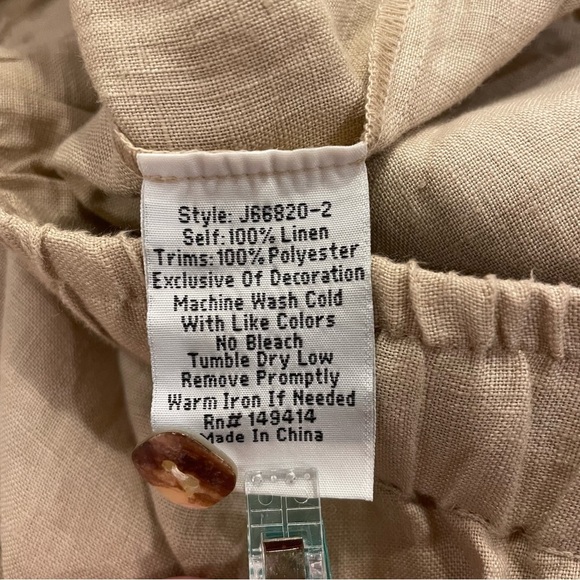 Style: J66820-2
Self: 100% Linen
Trims: 100% Polyester
Exclusive Of Decoration
Machine Wash Cold
With Like Colors
No Bleach
Tumble Dry Low
Remove Promptly
Warm Iron If Needed
Rn# 149414
Made In China